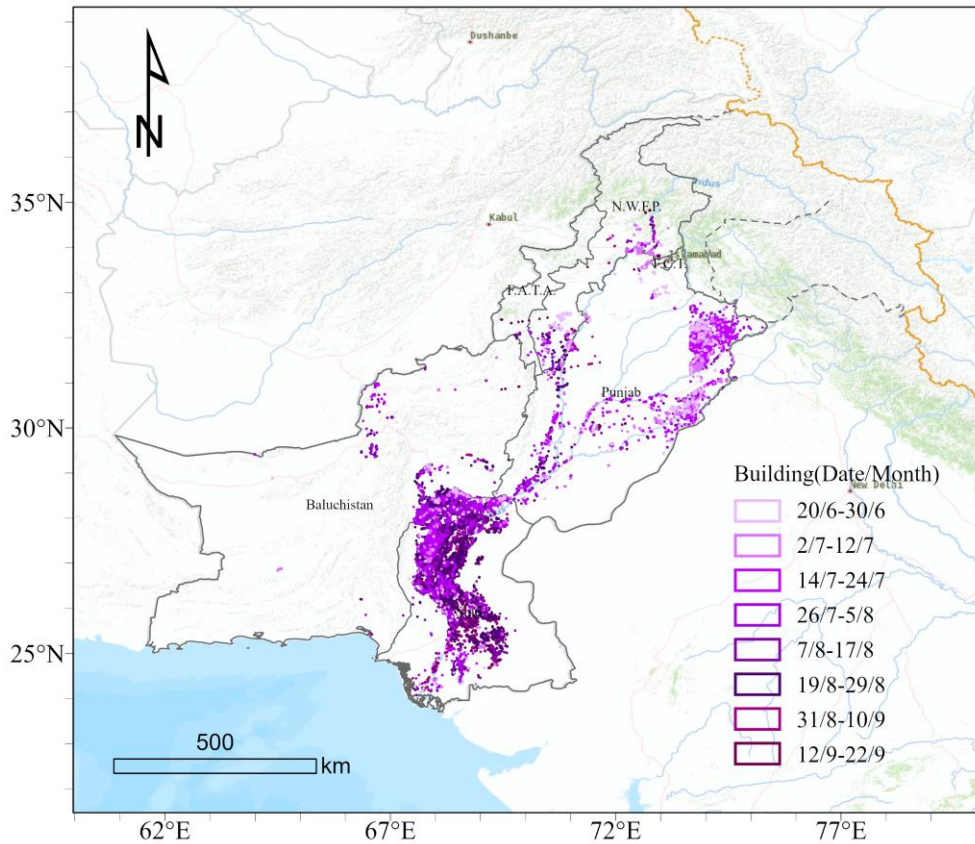 Dushanbe
N
35°N
Indus
N.W.F.P.
Kabul
Islamabad
F.C.T.
F.A.T.A.
Punjab
30°N
Building(Date/Month)
New Delhi
Baluchistan
20/6-30/6
2/7-12/7
14/7-24/7
26/7-5/8
7/8-17/8
25°N
19/8-29/8
31/8-10/9
500
km
12/9-22/9
62°E
67°E
72°E
77°E